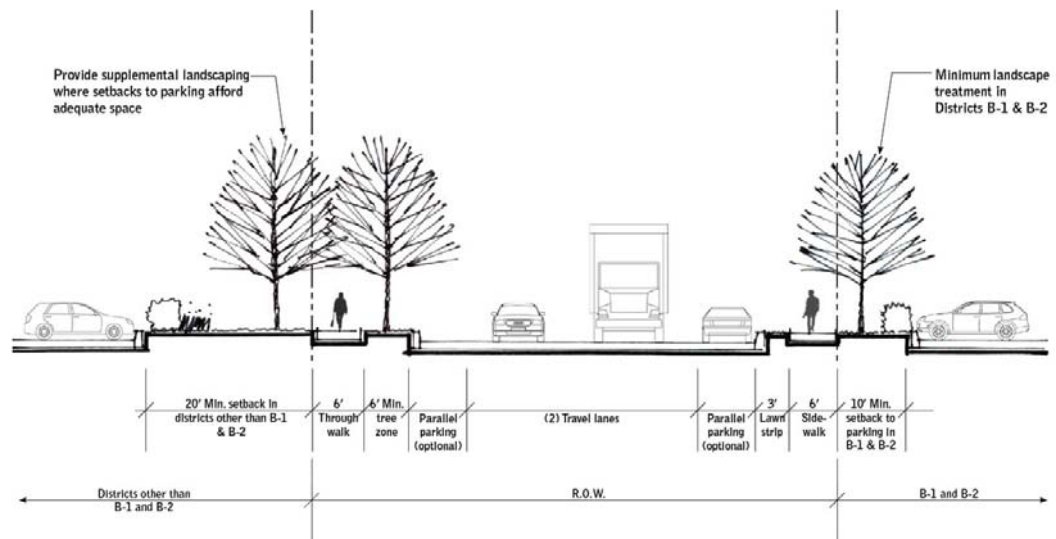 Provide supplemental landscaping
where setbacks to parking afford
adequate space
Minimum landscape
treatment in
Districts B-1 & B-2
20' Min. setback in
districts other than B-1
& B-2
6'
Through
walk
6' Min.
tree
zone
Parallel
parking
(optional)
(2) Travel lanes
Parallel
parking
(optional)
3'
Lawn
strip
6'
Side-
walk
10' Min.
setback to
parking in
B-1 & B-2
Districts other than
B-1 and B-2
R.O.W.
B-1 and B-2